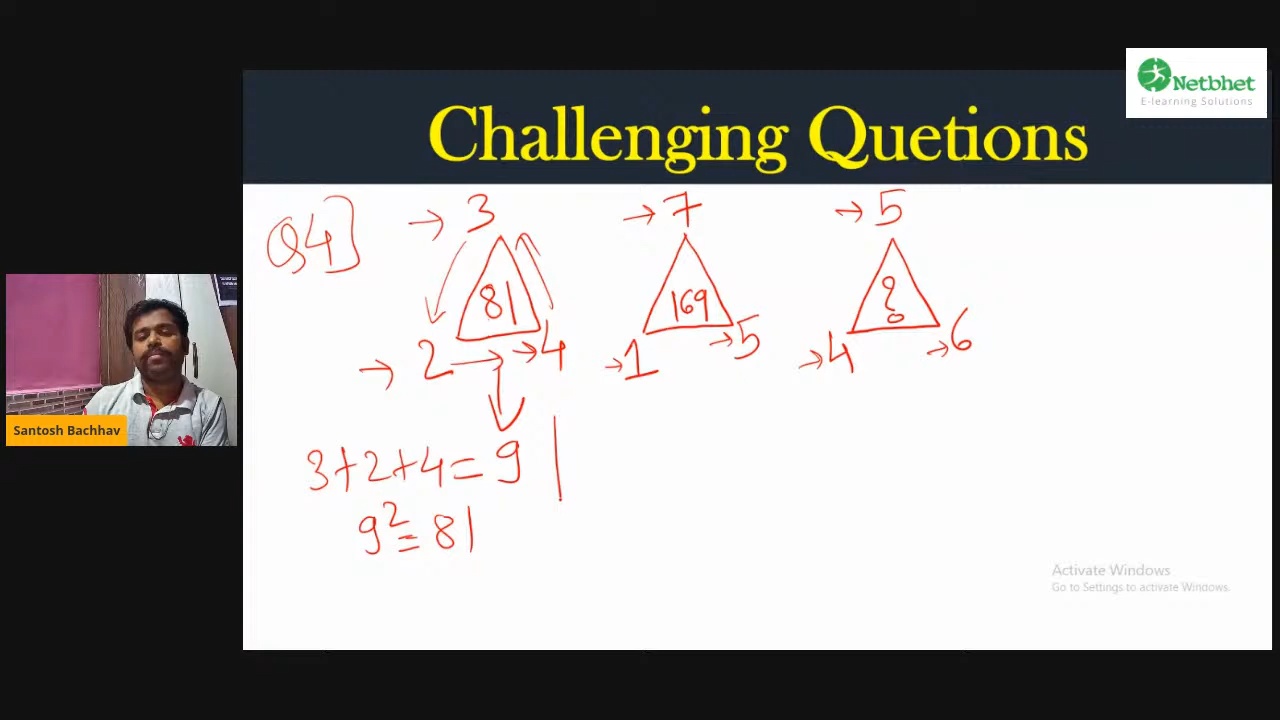 Netbhet
E-learning Solutions
Challenging Quetions
Q4]
→ 3 → 7 → 5
81 169 ?
→ 2 → → 4 → 1 → 5 → 4 → 6
3+2+4=9
9²=81
Santosh Bachhav
Activate Windows
Go to Settings to activate Windows.